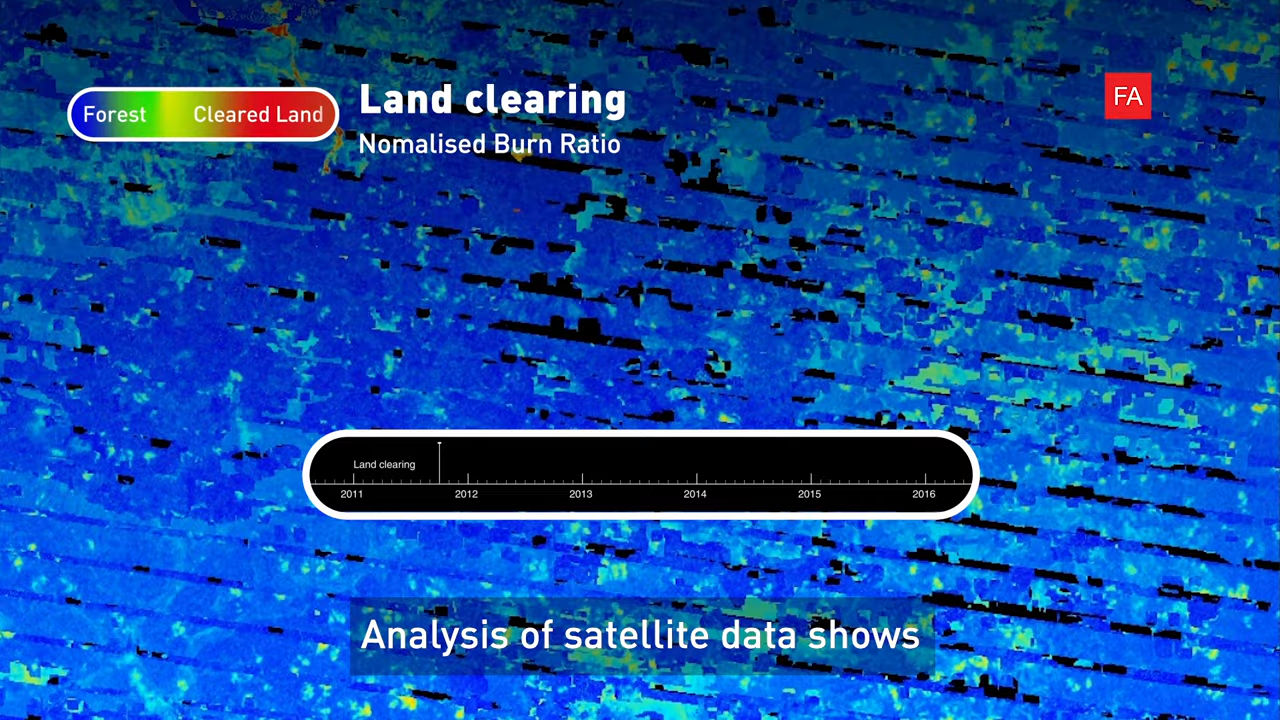 Land clearing
Forest Cleared Land
FA
Nomalised Burn Ratio
Land clearing
2011 2012 2013 2014 2015 2016
Analysis of satellite data shows